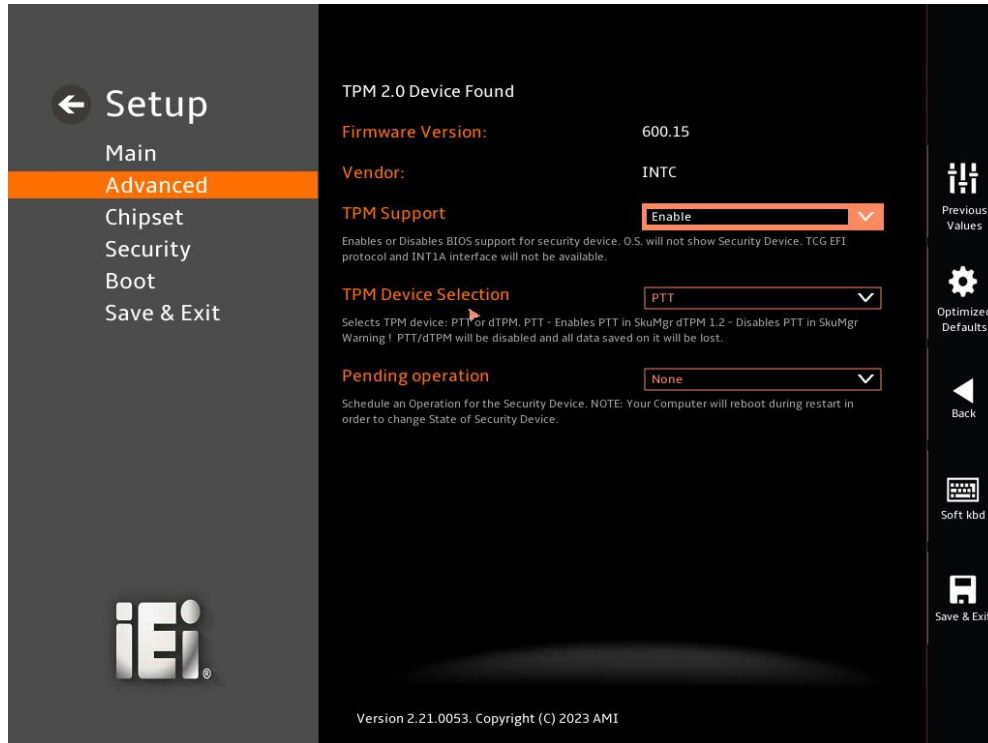 Setup
Main
Advanced
Chipset
Security
Boot
Save & Exit
TPM 2.0 Device Found
Firmware Version: 600.15
Vendor: INTC
TPM Support Enable
Enables or Disables BIOS support for security device. O.S. will not show Security Device. TCG EFI
protocol and INT1A interface will not be available.
TPM Device Selection PTT
Selects TPM device: PTT or dTPM. PTT - Enables PTT in SkuMgr dTPM 1.2 - Disables PTT in SkuMgr
Warning ! PTT/dTPM will be disabled and all data saved on it will be lost.
Pending operation None
Schedule an Operation for the Security Device. NOTE: Your Computer will reboot during restart in
order to change State of Security Device.
Previous
Values
Optimized
Defaults
Back
Soft kbd
Save & Exit
iEi®
Version 2.21.0053. Copyright (C) 2023 AMI